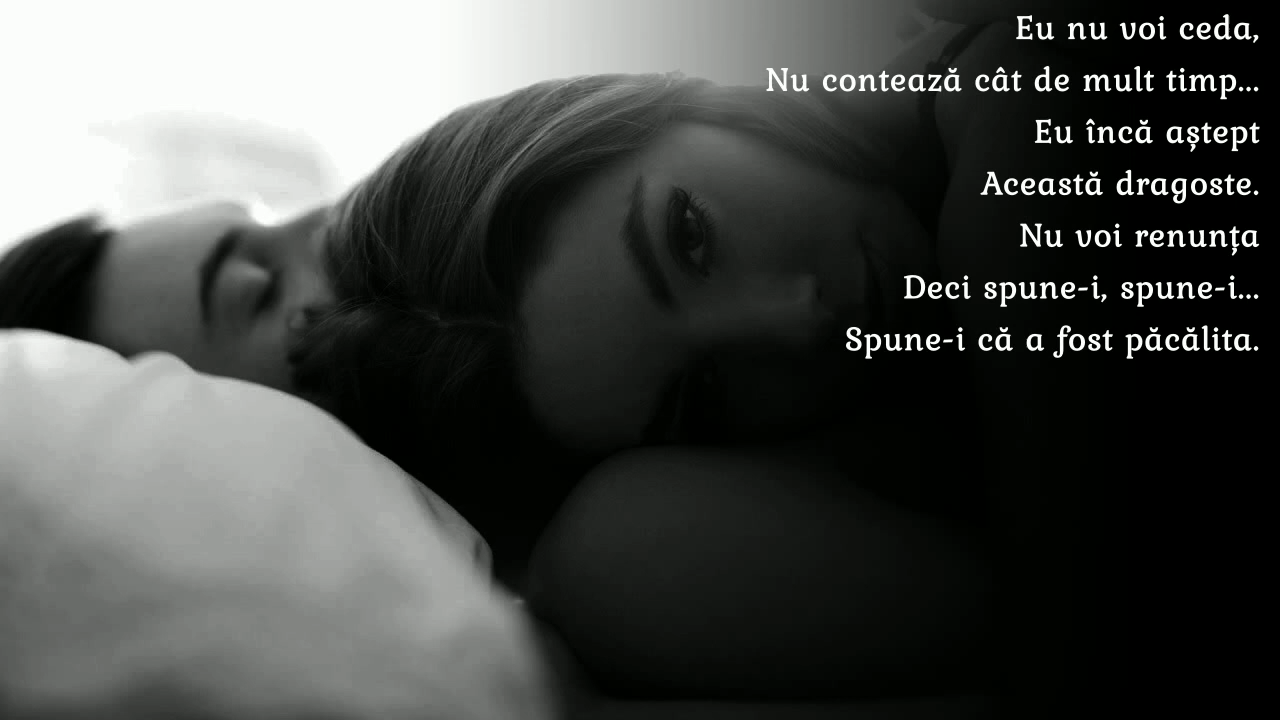 Eu nu voi ceda,
Nu contează cât de mult timp...
Eu încă aștept
Această dragoste.
Nu voi renunța
Deci spune-i, spune-i...
Spune-i că a fost păcălita.